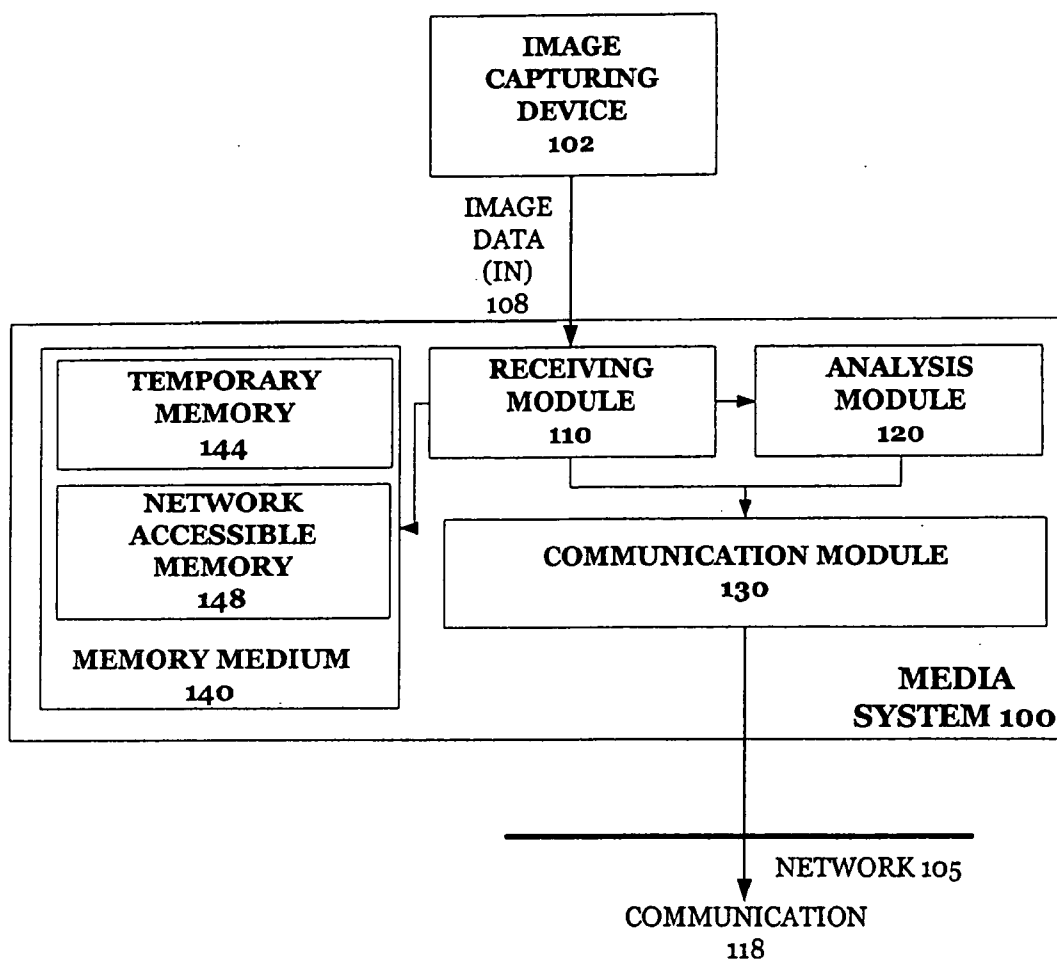 IMAGE
CAPTURING
DEVICE
102
IMAGE
DATA
(IN)
108
TEMPORARY
MEMORY
144
NETWORK
ACCESSIBLE
MEMORY
148
MEMORY MEDIUM
140
RECEIVING
MODULE
110
ANALYSIS
MODULE
120
COMMUNICATION MODULE
130
MEDIA
SYSTEM 100
NETWORK 105
COMMUNICATION
118